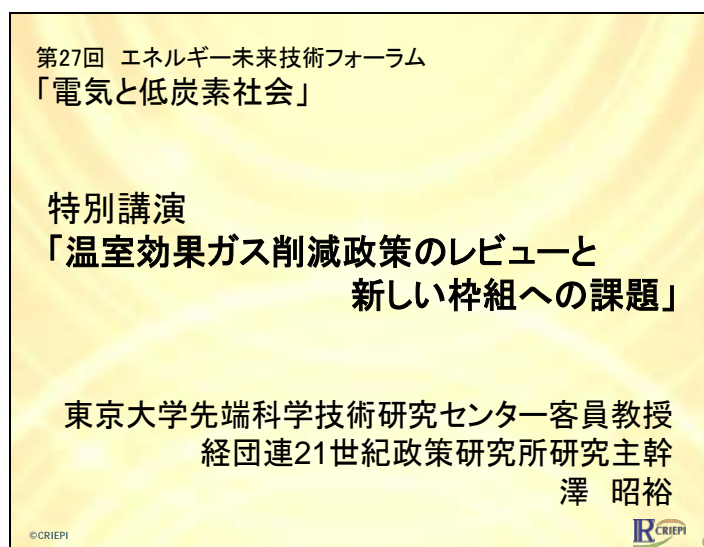 第27回 エネルギー未来技術フォーラム
「電気と低炭素社会」
特別講演
「温室効果ガス削減政策のレビューと
新しい枠組への課題」
東京大学先端科学技術研究センター客員教授
経団連21世紀政策研究所研究主幹
澤 昭裕
©CRIEPI
CRIEPI